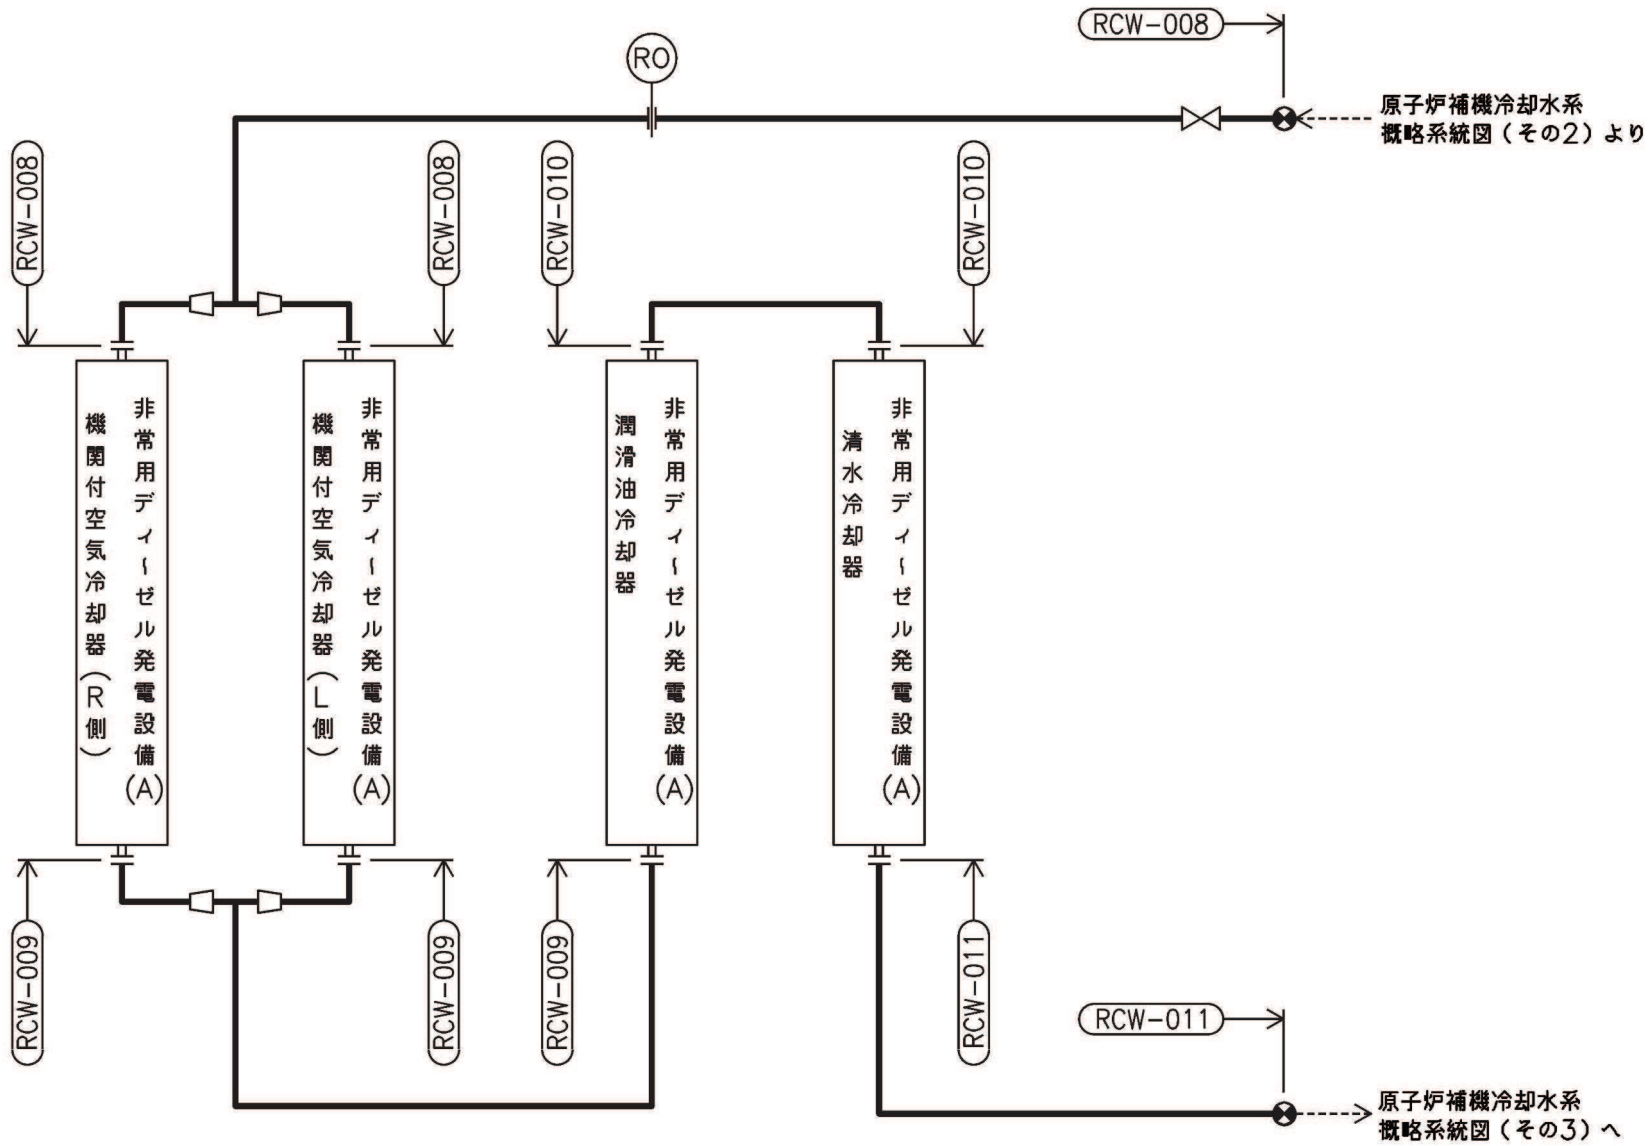 RCW-008
RO
原子炉補機冷却水系
概略系統図（その2）より
RCW-008
RCW-008
RCW-010
RCW-010
非常用ディーゼル発電設備(A)
機関付空気冷却器(R側)
非常用ディーゼル発電設備(A)
機関付空気冷却器(L側)
非常用ディーゼル発電設備(A)
潤滑油冷却器
非常用ディーゼル発電設備(A)
清水冷却器
RCW-009
RCW-009
RCW-009
RCW-011
RCW-011
原子炉補機冷却水系
概略系統図（その3）へ